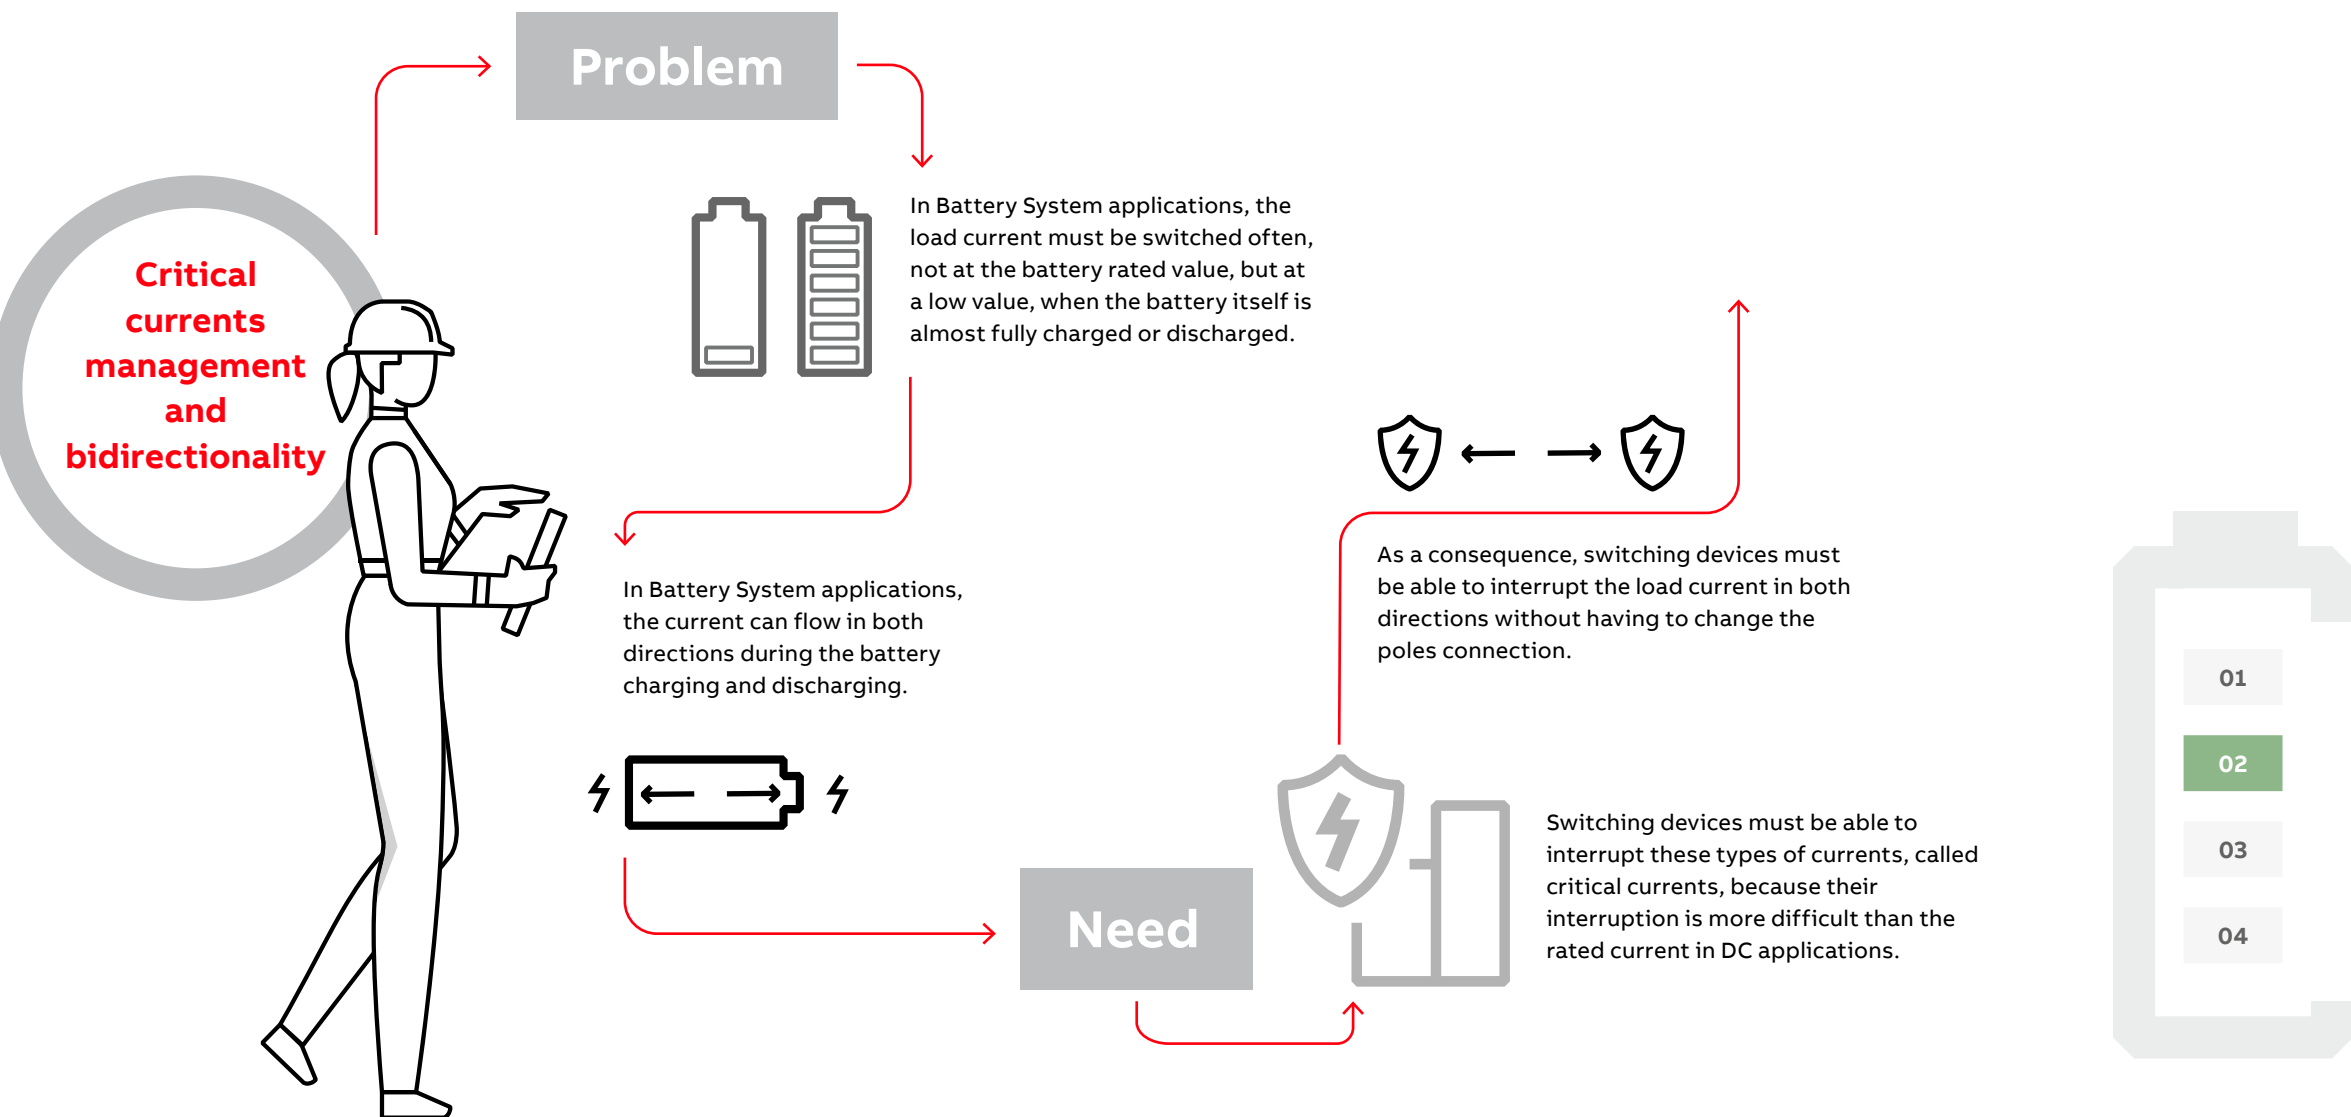 Problem
Critical
currents
management
and
bidirectionality
In Battery System applications, the
load current must be switched often,
not at the battery rated value, but at
a low value, when the battery itself is
almost fully charged or discharged.
In Battery System applications,
the current can flow in both
directions during the battery
charging and discharging.
Need
Switching devices must be able to
interrupt these types of currents, called
critical currents, because their
interruption is more difficult than the
rated current in DC applications.
As a consequence, switching devices must
be able to interrupt the load current in both
directions without having to change the
poles connection.
01
02
03
04